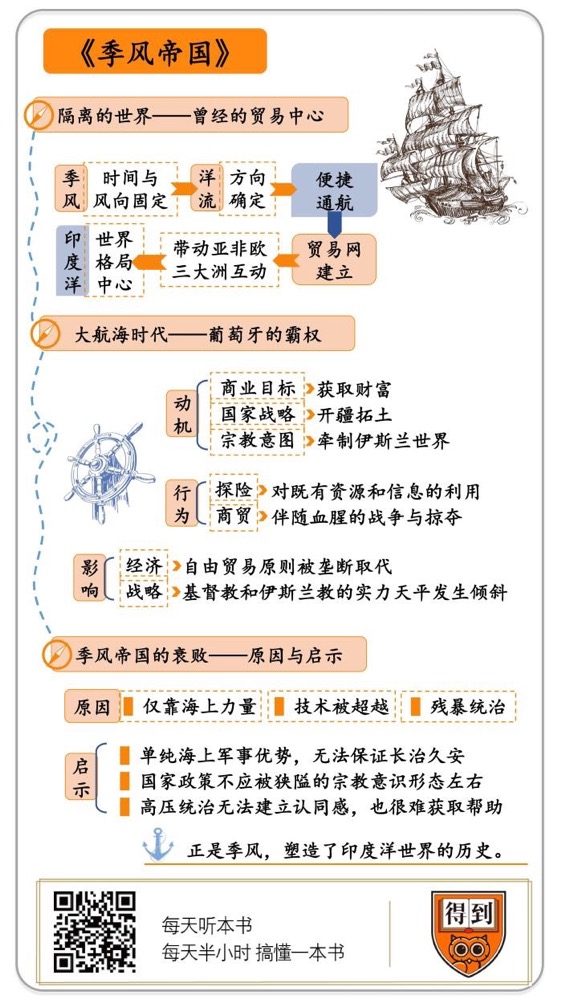 《季风帝国》
隔离的世界——曾经的贸易中心
季风
时间与
风向固定
洋流
方向
确定
便捷
通航
贸易网
建立
带动亚非欧
三大洲互动
世界
格局
中心
印度洋
大航海时代——葡萄牙的霸权
动机
商业目标 获取财富
国家战略 开疆拓土
宗教意图 牵制伊斯兰世界
行为
探险 对既有资源和信息的利用
商贸 伴随血腥的战争与掠夺
影响
经济 自由贸易原则被垄断取代
战略 基督教和伊斯兰教的实力天平发生倾斜
季风帝国的衰败——原因与启示
原因 仅靠海上力量 技术被超越 残暴统治
启示
单纯海上军事优势，无法保证长治久安
国家政策不应被狭隘的宗教意识形态左右
高压统治无法建立认同感，也很难获取帮助
正是季风，塑造了印度洋世界的历史。
每天听本书
每天半小时 搞懂一本书
得到